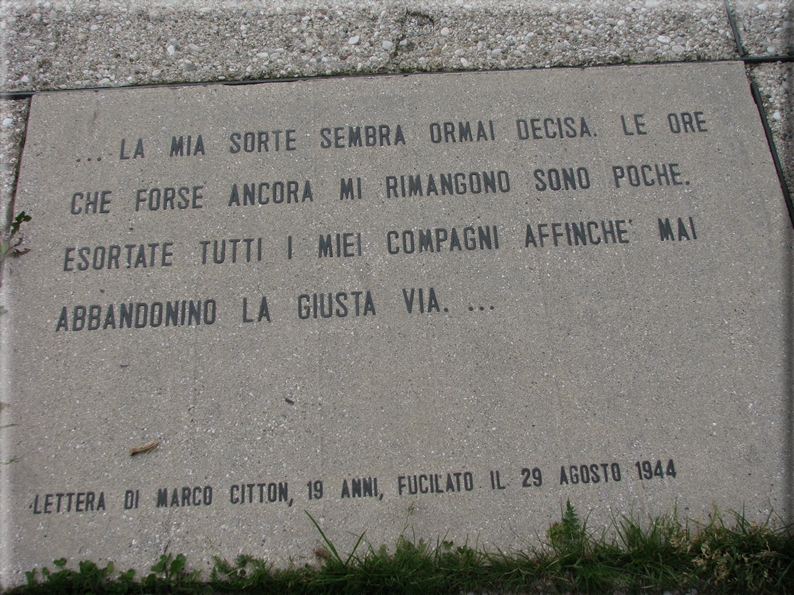 ...LA MIA SORTE SEMBRA ORMAI DECISA. LE ORE
CHE FORSE ANCORA MI RIMANGONO SONO POCHE.
ESORTATE TUTTI I MIEI COMPAGNI AFFINCHE' MAI
ABBANDONINO LA GIUSTA VIA. ...
LETTERA DI MARCO CITTON, 19 ANNI, FUCILATO IL 29 AGOSTO 1944